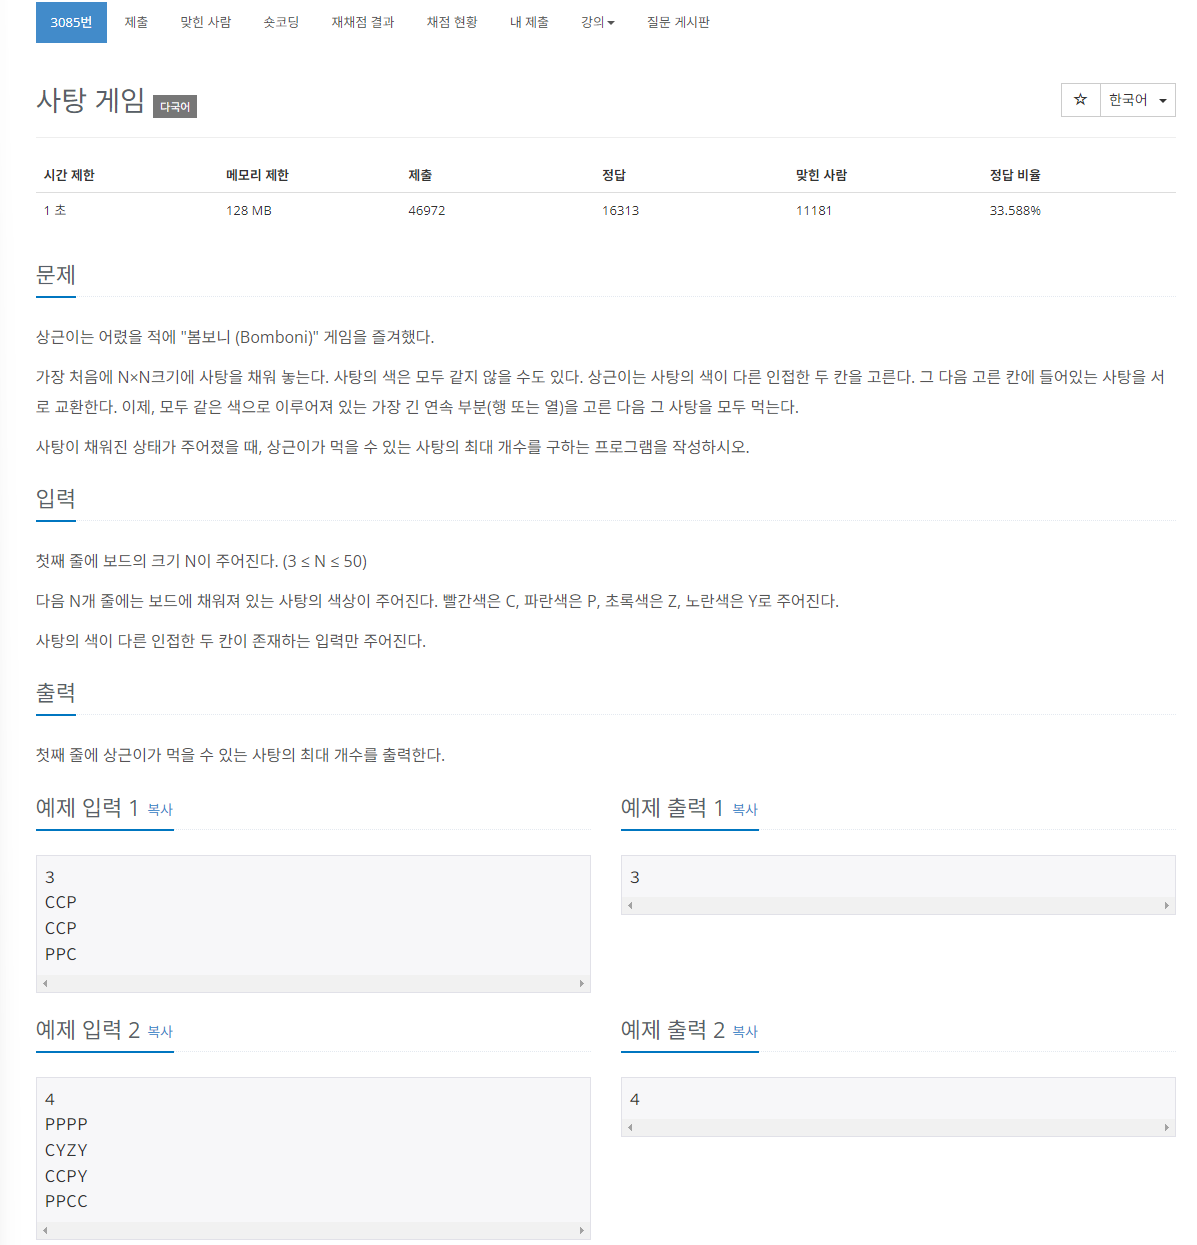 3085번 제출 맞힌 사람 숏코딩 재채점 결과 채점 현황 내 제출 강의 질문 게시판
사탕 게임 다국어 ☆ 한국어
시간 제한 메모리 제한 제출 정답 맞힌 사람 정답 비율
1 초 128 MB 46972 16313 11181 33.588%
문제
상근이는 어렸을 적에 "봄보니 (Bomboni)" 게임을 즐겨했다.
가장 처음에 N×N크기에 사탕을 채워 놓는다. 사탕의 색은 모두 같지 않을 수도 있다. 상근이는 사탕의 색이 다른 인접한 두 칸을 고른다. 그 다음 고른 칸에 들어있는 사탕을 서
로 교환한다. 이제, 모두 같은 색으로 이루어져 있는 가장 긴 연속 부분(행 또는 열)을 고른 다음 그 사탕을 모두 먹는다.
사탕이 채워진 상태가 주어졌을 때, 상근이가 먹을 수 있는 사탕의 최대 개수를 구하는 프로그램을 작성하시오.
입력
첫째 줄에 보드의 크기 N이 주어진다. (3 ≤ N ≤ 50)
다음 N개 줄에는 보드에 채워져 있는 사탕의 색상이 주어진다. 빨간색은 C, 파란색은 P, 초록색은 Z, 노란색은 Y로 주어진다.
사탕의 색이 다른 인접한 두 칸이 존재하는 입력만 주어진다.
출력
첫째 줄에 상근이가 먹을 수 있는 사탕의 최대 개수를 출력한다.
예제 입력 1 복사
3
CCP
CCP
PPC
예제 출력 1 복사
3
예제 입력 2 복사
4
PPPP
CYZY
CCPY
PPCC
예제 출력 2 복사
4